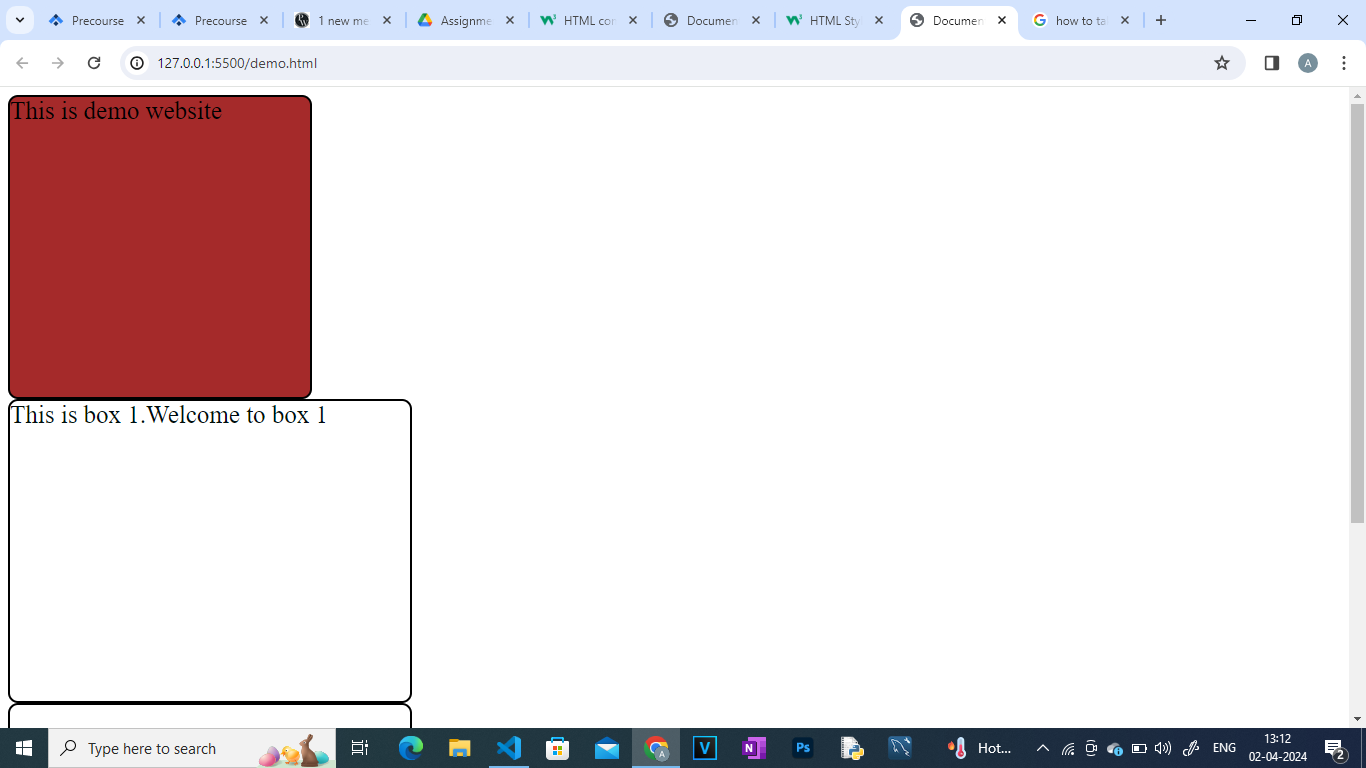 Precourse
Precourse
1 new me
Assignme
HTML cor
Documen
HTML Sty
Documen
how to tal
127.0.0.1:5500/demo.html
A
This is demo website
This is box 1.Welcome to box 1
Type here to search
A
V
N
Ps
Hot...
ENG
13:12
02-04-2024
2